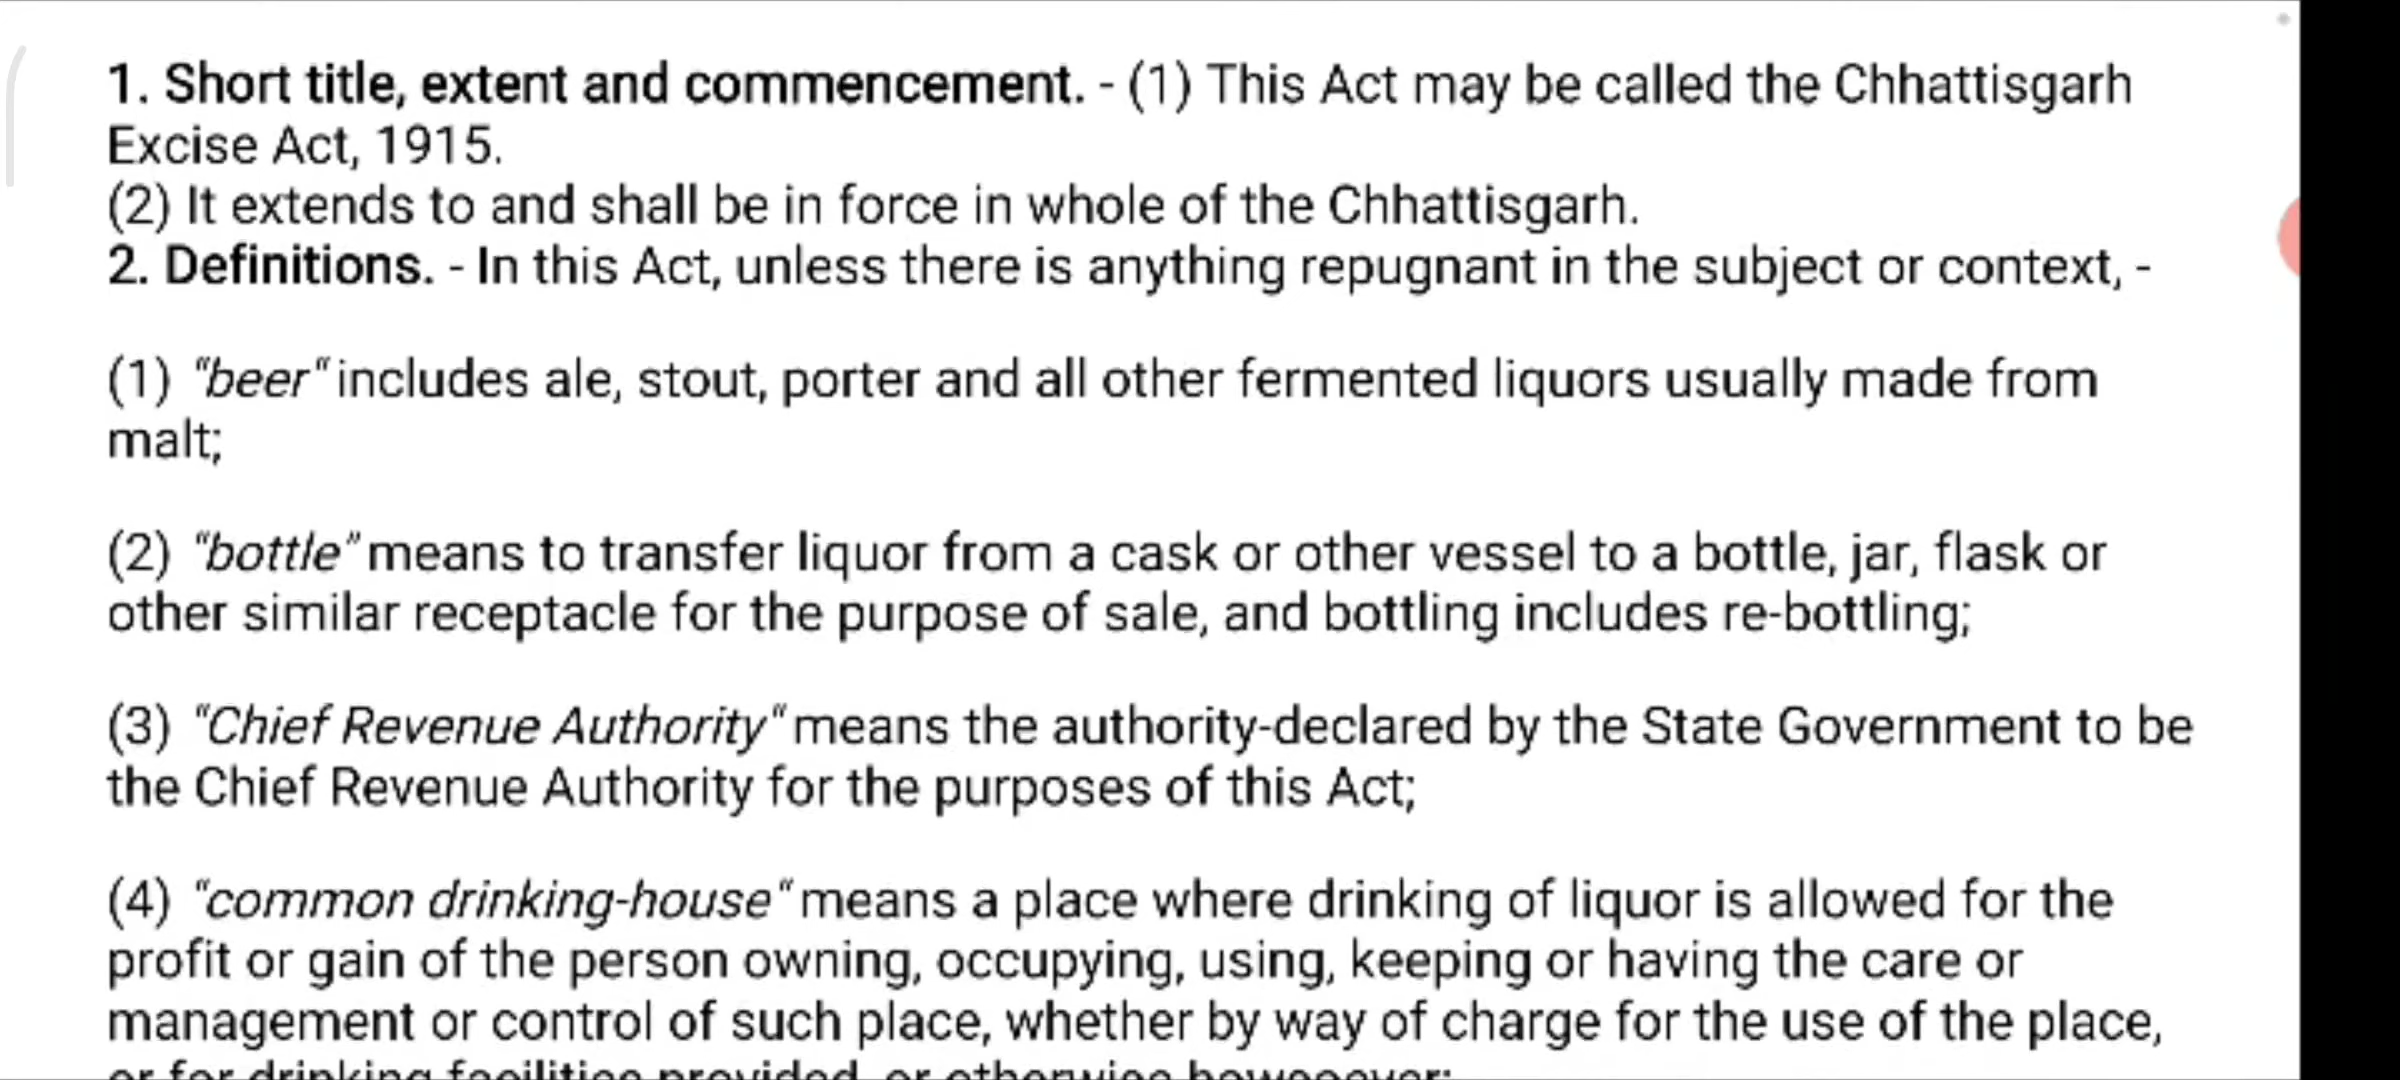 1. Short title, extent and commencement. - (1) This Act may be called the Chhattisgarh
Excise Act, 1915.
(2) It extends to and shall be in force in whole of the Chhattisgarh.
2. Definitions. - In this Act, unless there is anything repugnant in the subject or context, -
(1) “beer“ includes ale, stout, porter and all other fermented liquors usually made from
malt;
(2) “bottle” means to transfer liquor from a cask or other vessel to a bottle, jar, flask or
other similar receptacle for the purpose of sale, and bottling includes re-bottling;
(3) “Chief Revenue Authority“ means the authority-declared by the State Government to be
the Chief Revenue Authority for the purposes of this Act;
(4) “common drinking-house“ means a place where drinking of liquor is allowed for the
profit or gain of the person owning, occupying, using, keeping or having the care or
management or control of such place, whether by way of charge for the use of the place,
or for drinking facilities provided, or otherwise howsoever;